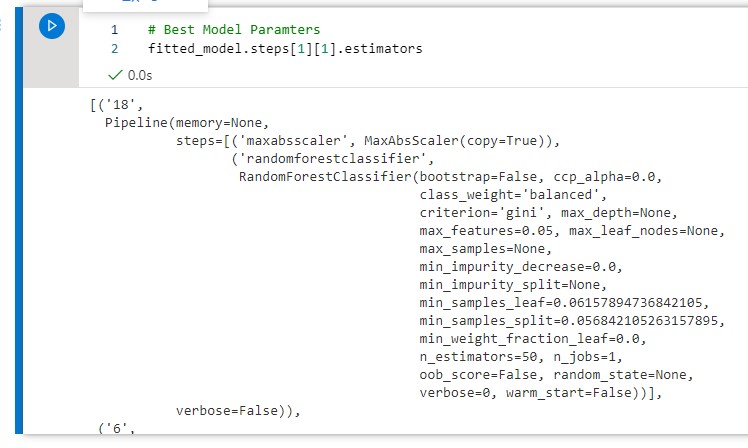 1 # Best Model Paramters
2 fitted_model.steps[1][1].estimators
✓ 0.0s
[('18',
Pipeline(memory=None,
steps=[('maxabsscaler', MaxAbsScaler(copy=True)),
('randomforestclassifier',
RandomForestClassifier(bootstrap=False, ccp_alpha=0.0,
class_weight='balanced',
criterion='gini', max_depth=None,
max_features=0.05, max_leaf_nodes=None,
max_samples=None,
min_impurity_decrease=0.0,
min_impurity_split=None,
min_samples_leaf=0.06157894736842105,
min_samples_split=0.056842105263157895,
min_weight_fraction_leaf=0.0,
n_estimators=50, n_jobs=1,
oob_score=False, random_state=None,
verbose=0, warm_start=False))],
verbose=False)),
('6',